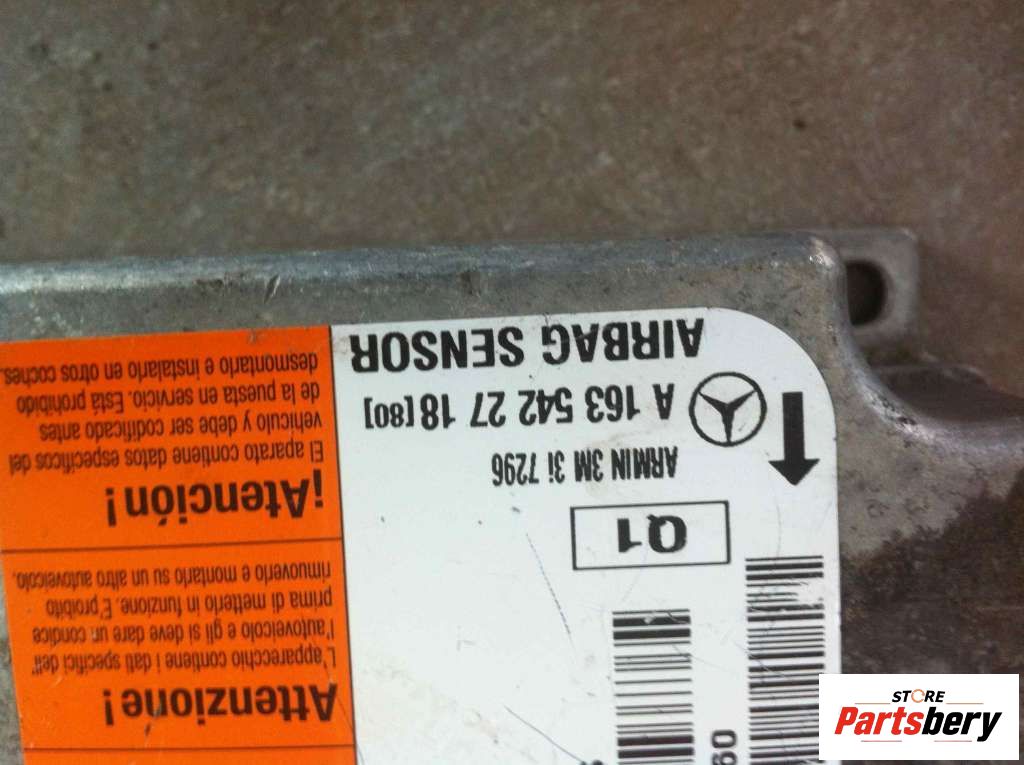 AIRBAG SENSOR
A 163 542 27 18 [80]
ARMIN 3M 3i 7296
Q1
Attenzione !
L'apparecchio contiene i dati specifici dell'
l'autoveicolo e gli si deve dare un condice
prima di metterlo in funzione. E'proibito
rimuoverlo e montarlo su un altro autoveicolo.
¡Atención !
El aparato contiene datos específicos del
vehículo y debe ser codificado antes
de la puesta en servicio. Está prohibido
desmontarlo e instalarlo en otros coches.
STORE
Partsbery